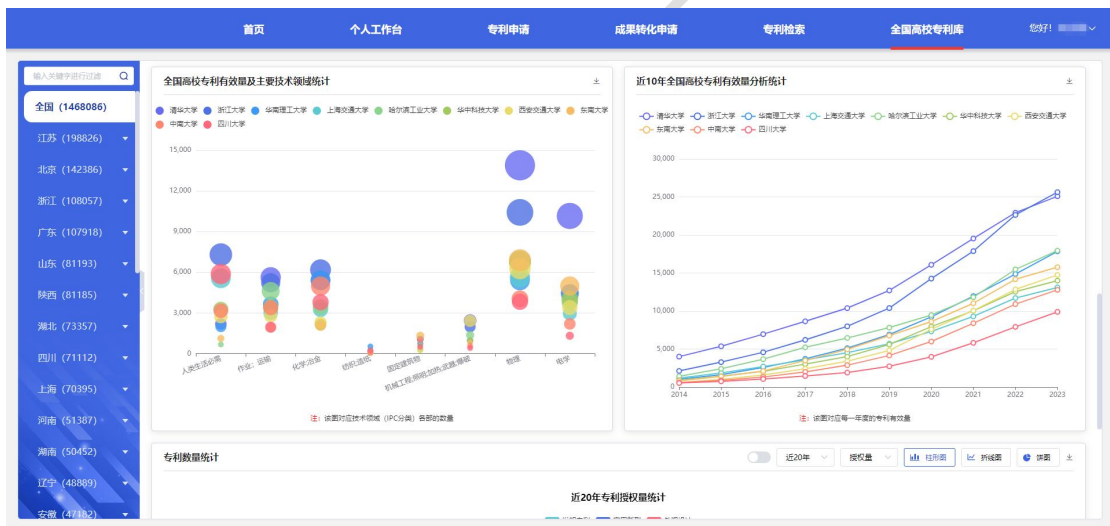 首页 个人工作台 专利申请 成果转化申请 专利检索 全国高校专利库 您好!
输入关键字进行过滤
全国 (1468086)
江苏 (198826)
北京 (142386)
浙江 (108057)
广东 (107918)
山东 (81193)
陕西 (81185)
湖北 (73357)
四川 (71112)
上海 (70395)
河南 (51387)
湖南 (50452)
辽宁 (48889)
安徽 (47182)
全国高校专利有效量及主要技术领域统计
清华大学 浙江大学 华南理工大学 上海交通大学 哈尔滨工业大学 华中科技大学 西安交通大学 东南大学
中南大学 四川大学
15,000
12,000
9,000
6,000
3,000
0
人类生活必需 作业;运输 化学;冶金 纺织;造纸 固定建筑物 机械工程;照明;加热;武器;爆破 物理 电学
注: 该图对应技术领域 (IPC分类) 各部的数量
近10年全国高校专利有效量分析统计
清华大学 浙江大学 华南理工大学 上海交通大学 哈尔滨工业大学 华中科技大学 西安交通大学
东南大学 中南大学 四川大学
30,000
25,000
20,000
15,000
10,000
5,000
0
2014 2015 2016 2017 2018 2019 2020 2021 2022 2023
注: 该图对应每一年度的专利有效量
专利数量统计
近20年 授权量 柱形图 折线图 饼图
近20年专利授权量统计